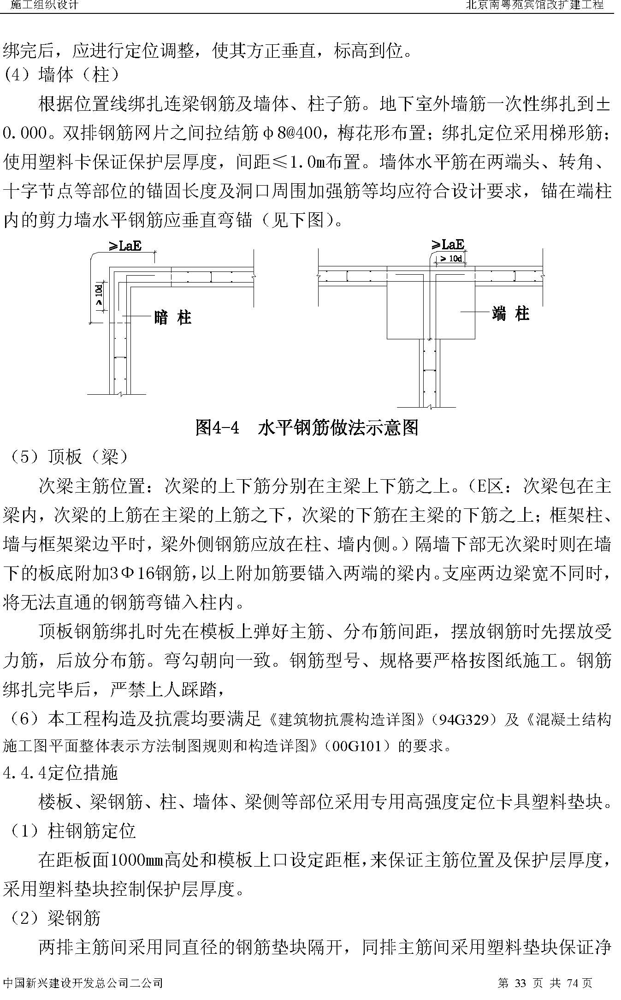 施工组织设计 北京南粤苑宾馆改扩建工程
绑完后，应进行定位调整，使其方正垂直，标高到位。
(4）墙体（柱）
根据位置线绑扎连梁钢筋及墙体、柱子筋。地下室外墙筋一次性绑扎到±
0.000。双排钢筋网片之间拉结筋φ8@400，梅花形布置；绑扎定位采用梯形筋；
使用塑料卡保证保护层厚度，间距≤1.0m布置。墙体水平筋在两端头、转角、
十字节点等部位的锚固长度及洞口周围加强筋等均应符合设计要求，锚在端柱
内的剪力墙水平钢筋应垂直弯锚（见下图）。
≥LaE ≥LaE
≥ 10d
≥ 10d
暗 柱 端 柱
图4-4 水平钢筋做法示意图
（5）顶板（梁）
次梁主筋位置：次梁的上下筋分别在主梁上下筋之上。（E区：次梁包在主
梁内，次梁的上筋在主梁的上筋之下，次梁的下筋在主梁的下筋之上；框架柱、
墙与框架梁边平时，梁外侧钢筋应放在柱、墙内侧。）隔墙下部无次梁时则在墙
下的板底附加3Φ16钢筋，以上附加筋要锚入两端的梁内。支座两边梁宽不同时，
将无法直通的钢筋弯锚入柱内。
顶板钢筋绑扎时先在模板上弹好主筋、分布筋间距，摆放钢筋时先摆放受
力筋，后放分布筋。弯勾朝向一致。钢筋型号、规格要严格按图纸施工。钢筋
绑扎完毕后，严禁上人踩踏，
（6）本工程构造及抗震均要满足《建筑物抗震构造详图》（94G329）及《混凝土结构
施工图平面整体表示方法制图规则和构造详图》（00G101）的要求。
4.4.4定位措施
楼板、梁钢筋、柱、墙体、梁侧等部位采用专用高强度定位卡具塑料垫块。
（1）柱钢筋定位
在距板面1000mm高处和模板上口设定距框，来保证主筋位置及保护层厚度，
采用塑料垫块控制保护层厚度。
（2）梁钢筋
两排主筋间采用同直径的钢筋垫块隔开，同排主筋间采用塑料垫块保证净
中国新兴建设开发总公司二公司 第 33 页 共 74 页